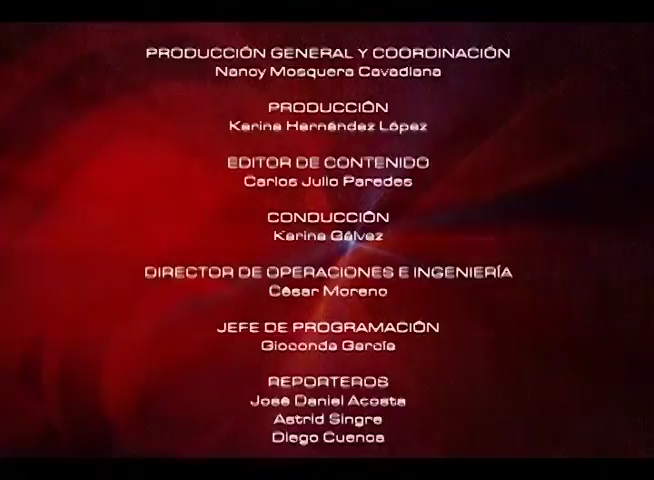 PRODUCCIÓN GENERAL Y COORDINACIÓN
Nancy Mosquera Cavadiana
PRODUCCIÓN
Karina Hernández López
EDITOR DE CONTENIDO
Carlos Julio Paredes
CONDUCCIÓN
Karina Gálvez
DIRECTOR DE OPERACIONES E INGENIERÍA
César Moreno
JEFE DE PROGRAMACIÓN
Gioconda García
REPORTEROS
José Daniel Acosta
Astrid Singre
Diego Cuenca